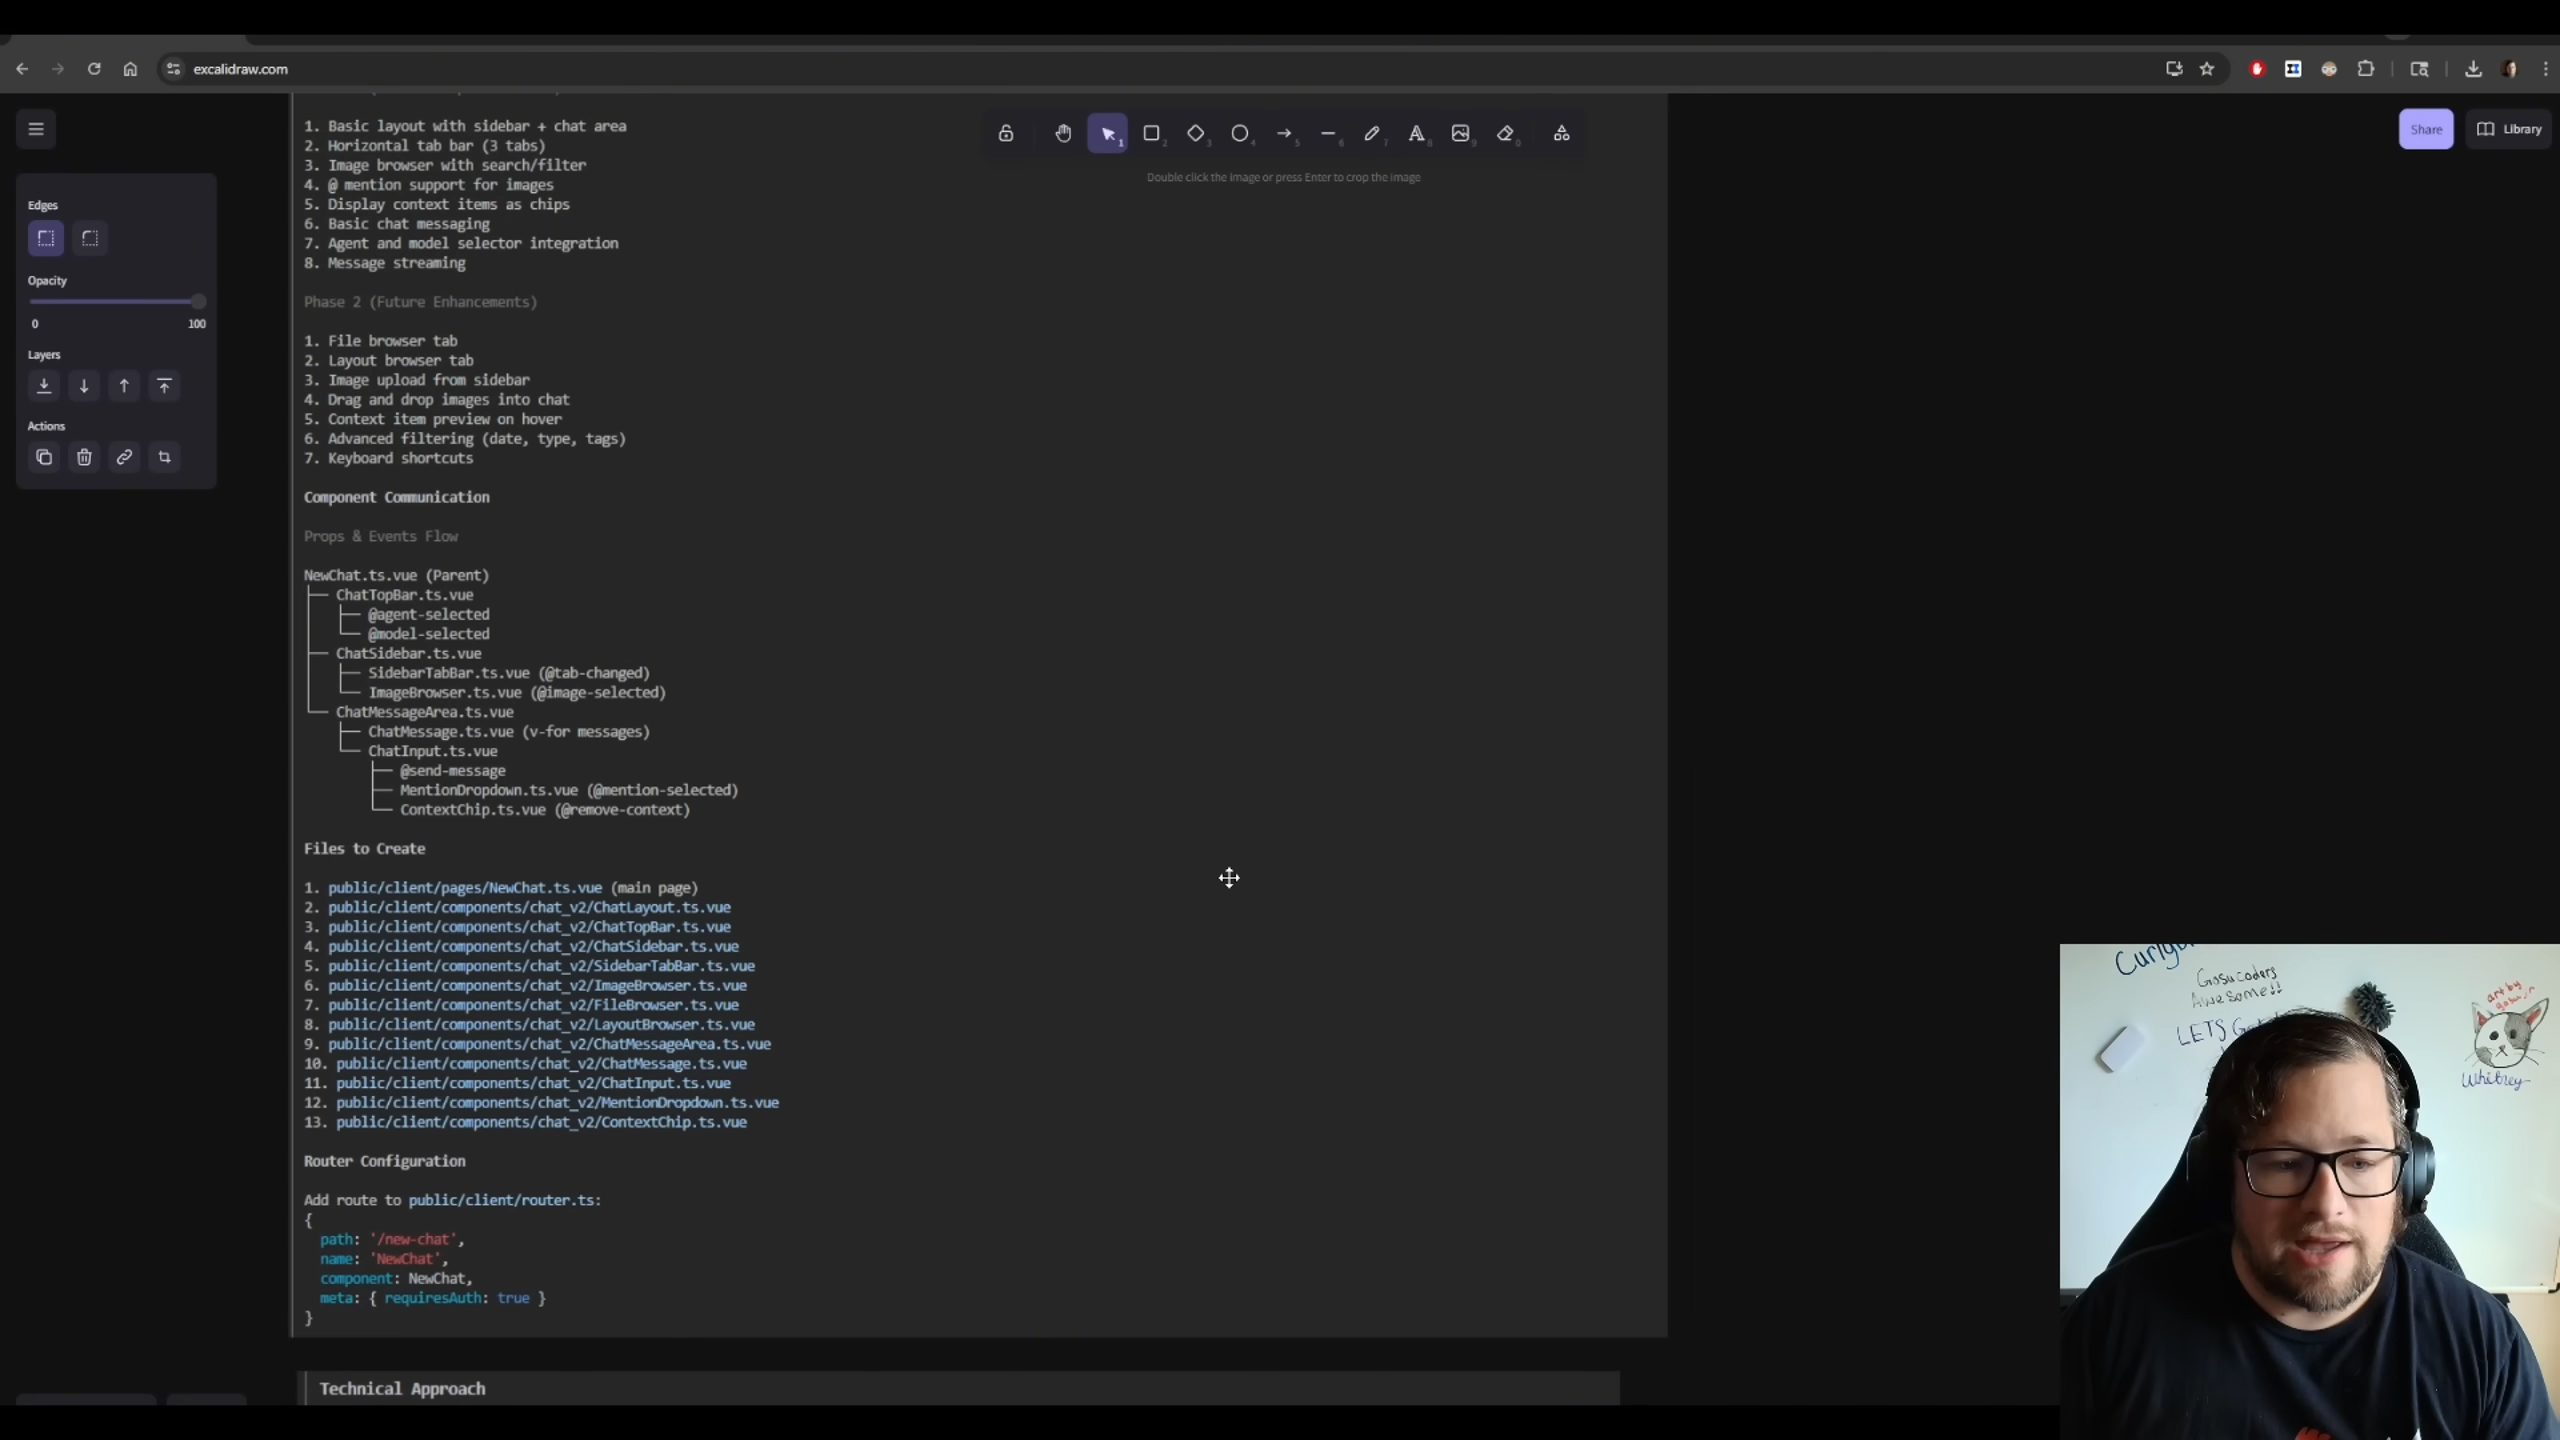 excalidraw.com
Share
Library
Double click the image or press Enter to crop the image
Edges
Opacity
0
100
Layers
Actions
1. Basic layout with sidebar + chat area
2. Horizontal tab bar (3 tabs)
3. Image browser with search/filter
4. @ mention support for images
5. Display context items as chips
6. Basic chat messaging
7. Agent and model selector integration
8. Message streaming
Phase 2 (Future Enhancements)
1. File browser tab
2. Layout browser tab
3. Image upload from sidebar
4. Drag and drop images into chat
5. Context item preview on hover
6. Advanced filtering (date, type, tags)
7. Keyboard shortcuts
Component Communication
Props & Events Flow
NewChat.ts.vue (Parent)
├── ChatTopBar.ts.vue
│   ├── @agent-selected
│   └── @model-selected
├── ChatSidebar.ts.vue
│   ├── SidebarTabBar.ts.vue (@tab-changed)
│   └── ImageBrowser.ts.vue (@image-selected)
└── ChatMessageArea.ts.vue
    ├── ChatMessage.ts.vue (v-for messages)
    └── ChatInput.ts.vue
        ├── @send-message
        ├── MentionDropdown.ts.vue (@mention-selected)
        └── ContextChip.ts.vue (@remove-context)
Files to Create
1. public/client/pages/NewChat.ts.vue (main page)
2. public/client/components/chat_v2/ChatLayout.ts.vue
3. public/client/components/chat_v2/ChatTopBar.ts.vue
4. public/client/components/chat_v2/ChatSidebar.ts.vue
5. public/client/components/chat_v2/SidebarTabBar.ts.vue
6. public/client/components/chat_v2/ImageBrowser.ts.vue
7. public/client/components/chat_v2/FileBrowser.ts.vue
8. public/client/components/chat_v2/LayoutBrowser.ts.vue
9. public/client/components/chat_v2/ChatMessageArea.ts.vue
10. public/client/components/chat_v2/ChatMessage.ts.vue
11. public/client/components/chat_v2/ChatInput.ts.vue
12. public/client/components/chat_v2/MentionDropdown.ts.vue
13. public/client/components/chat_v2/ContextChip.ts.vue
Router Configuration
Add route to public/client/router.ts:
{
path: '/new-chat',
name: 'NewChat',
component: NewChat,
meta: { requiresAuth: true }
}
Technical Approach
Gosucoders
Awesome!!
LETS
art by
Whitney